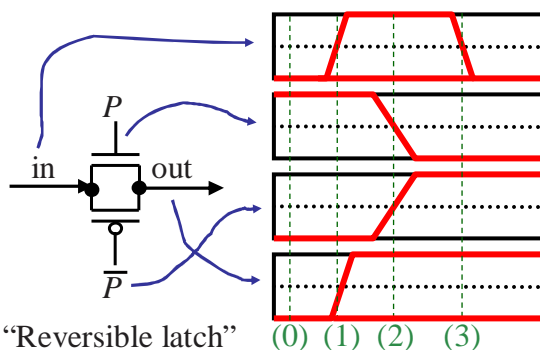 P
in out
P̅
“Reversible latch” (0) (1) (2) (3)